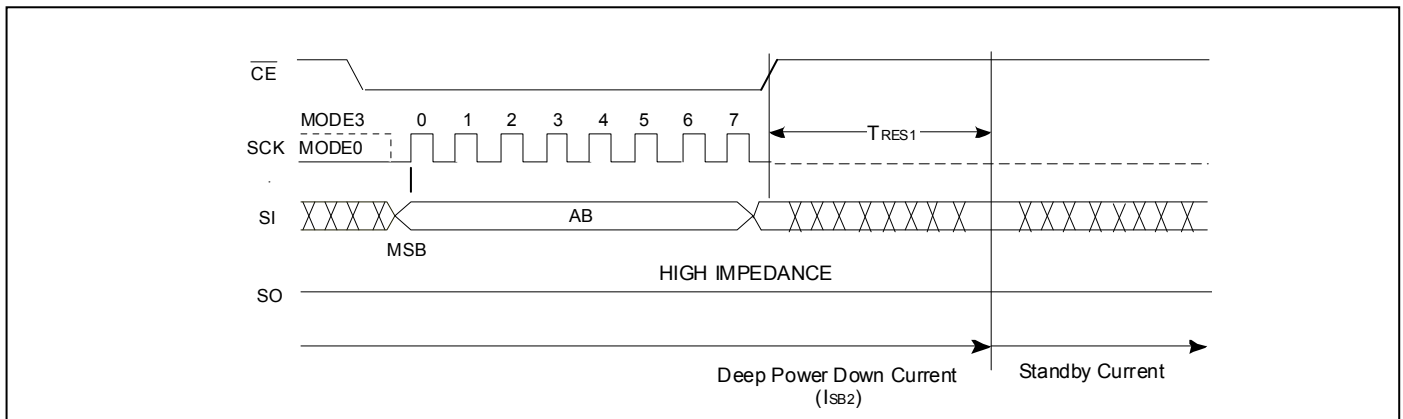 CE
MODE3 0 1 2 3 4 5 6 7
SCK MODE0
TRES1
SI AB
MSB
HIGH IMPEDANCE
SO
Deep Power Down Current
(ISB2)
Standby Current